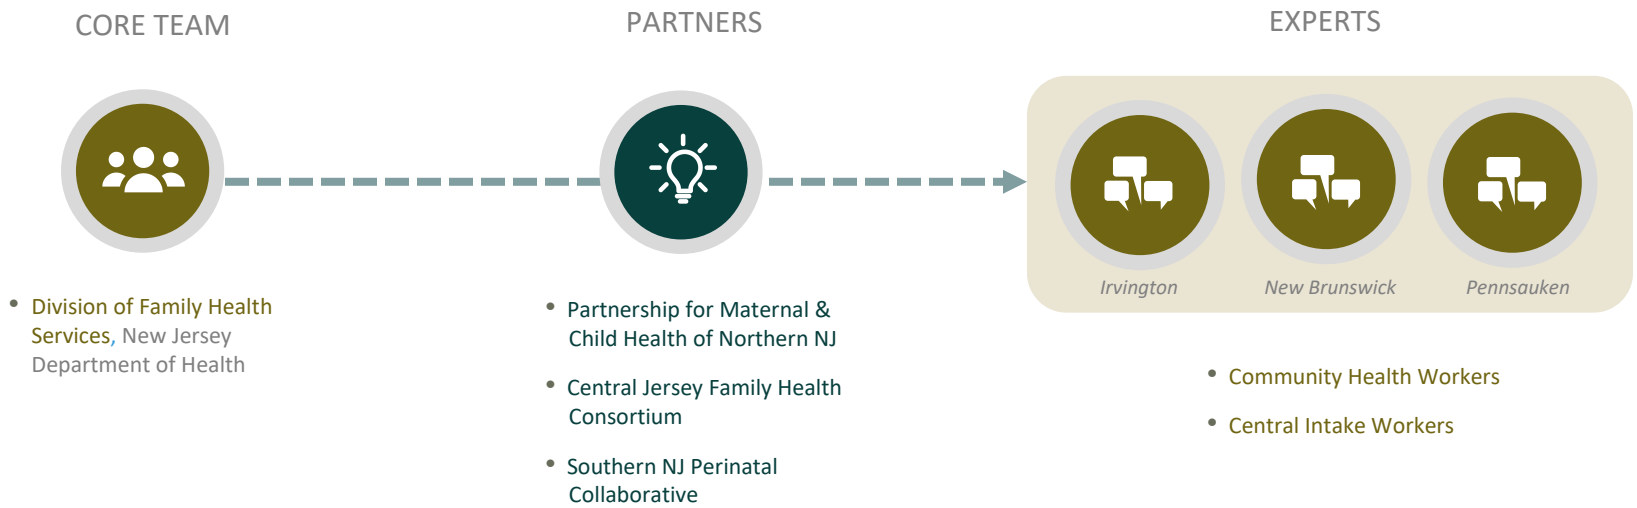 CORE TEAM
PARTNERS
EXPERTS
Irvington
New Brunswick
Pennsauken
• Division of Family Health
Services, New Jersey
Department of Health
• Partnership for Maternal &
Child Health of Northern NJ
• Central Jersey Family Health
Consortium
• Southern NJ Perinatal
Collaborative
• Community Health Workers
• Central Intake Workers